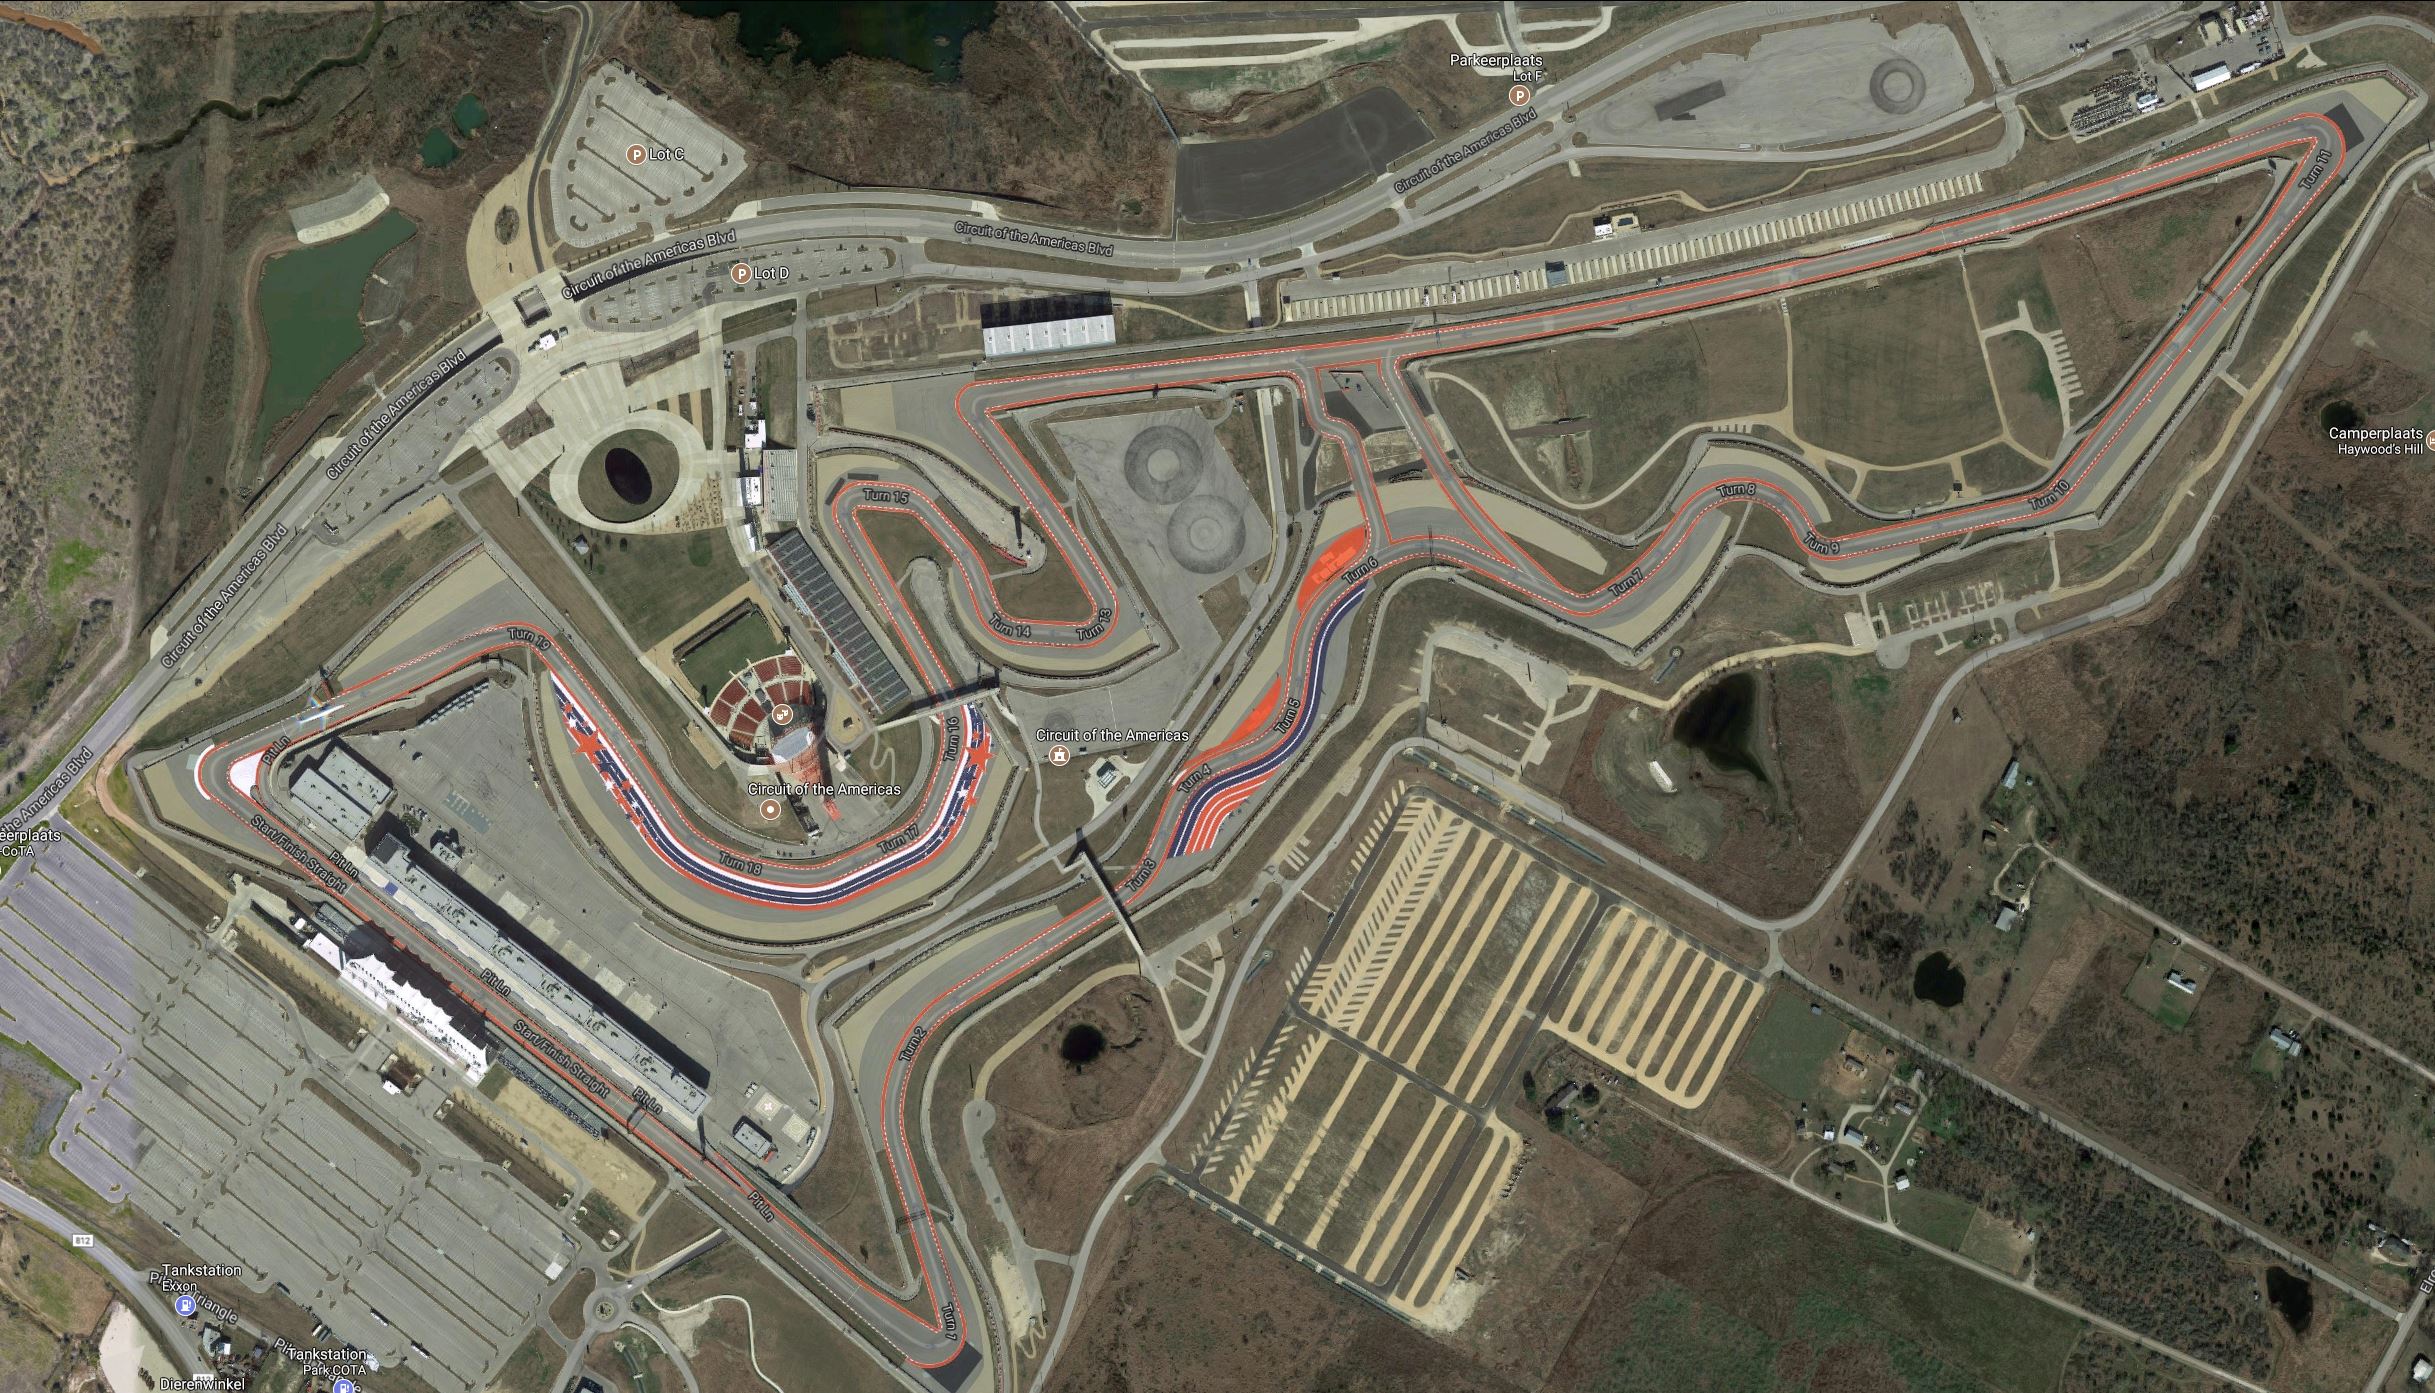 Parkeerplaats
Lot F
Circuit of the Americas Blvd
Lot C
Circuit of the Americas Blvd
Circuit of the Americas Blvd
Lot D
Turn 11
Circuit of the Americas Blvd
Camperplaats
Haywood's Hill
Turn 15
Turn 8
Turn 10
Turn 9
Turn 6
Turn 7
Circuit of the Americas Blvd
Turn 14
Turn 13
Turn 19
Turn 5
Turn 16
Circuit of the Americas
Pit Ln
Turn 4
the Americas Blvd
Circuit of the Americas
eerplaats
-CoTA
Start/Finish Straight
Pit Ln
Turn 17
Turn 18
Turn 3
Pit Ln
Start/Finish Straight
Turn 2
Pit Ln
Pit Ln
812
Tankstation
Exxon
Turn 1
Tankstation
Park COTA
Dierenwinkel
812